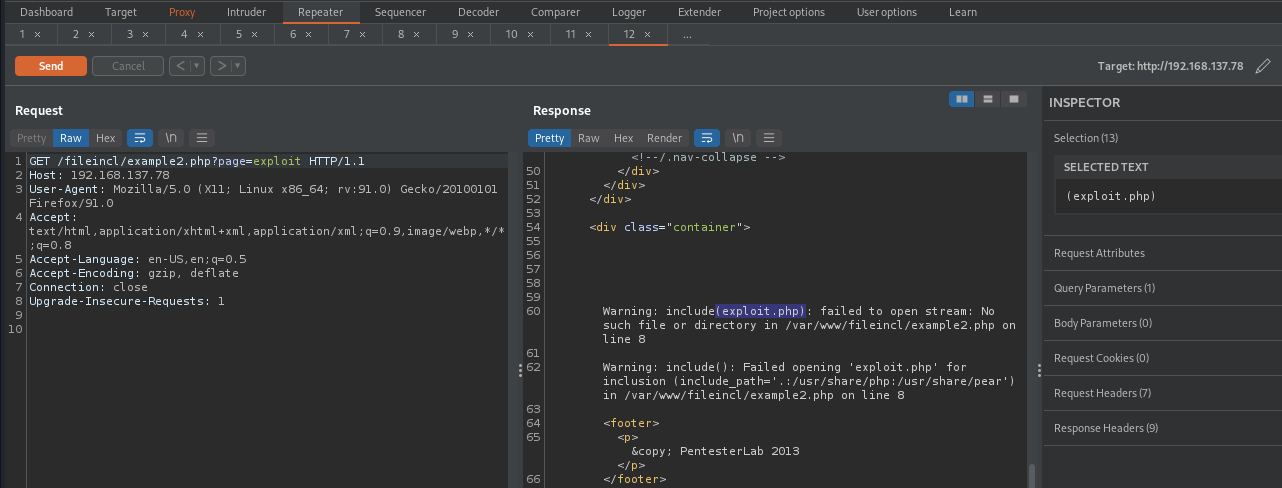 Dashboard Target Proxy Intruder Repeater Sequencer Decoder Comparer Logger Extender Project options User options Learn
1 × 2 × 3 × 4 × 5 × 6 × 7 × 8 × 9 × 10 × 11 × 12 × ...
Send Cancel < ▾ > ▾ Target: http://192.168.137.78
Request
Pretty Raw Hex \n
1 GET /fileincl/example2.php?page=exploit HTTP/1.1
2 Host: 192.168.137.78
3 User-Agent: Mozilla/5.0 (X11; Linux x86_64; rv:91.0) Gecko/20100101
Firefox/91.0
4 Accept:
text/html,application/xhtml+xml,application/xml;q=0.9,image/webp,*/*
;q=0.8
5 Accept-Language: en-US,en;q=0.5
6 Accept-Encoding: gzip, deflate
7 Connection: close
8 Upgrade-Insecure-Requests: 1
9
10
Response
Pretty Raw Hex Render \n
<!--/.nav-collapse -->
50 </div>
51 </div>
52 </div>
53
54 <div class="container">
55
56
57
58
59
60 Warning: include(exploit.php): failed to open stream: No
such file or directory in /var/www/fileincl/example2.php on
line 8
61
62 Warning: include(): Failed opening 'exploit.php' for
inclusion (include_path='.:/usr/share/php:/usr/share/pear')
in /var/www/fileincl/example2.php on line 8
63
64 <footer>
65 <p>
&copy; PentesterLab 2013
</p>
66 </footer>
INSPECTOR
Selection (13)
SELECTED TEXT
(exploit.php)
Request Attributes
Query Parameters (1)
Body Parameters (0)
Request Cookies (0)
Request Headers (7)
Response Headers (9)